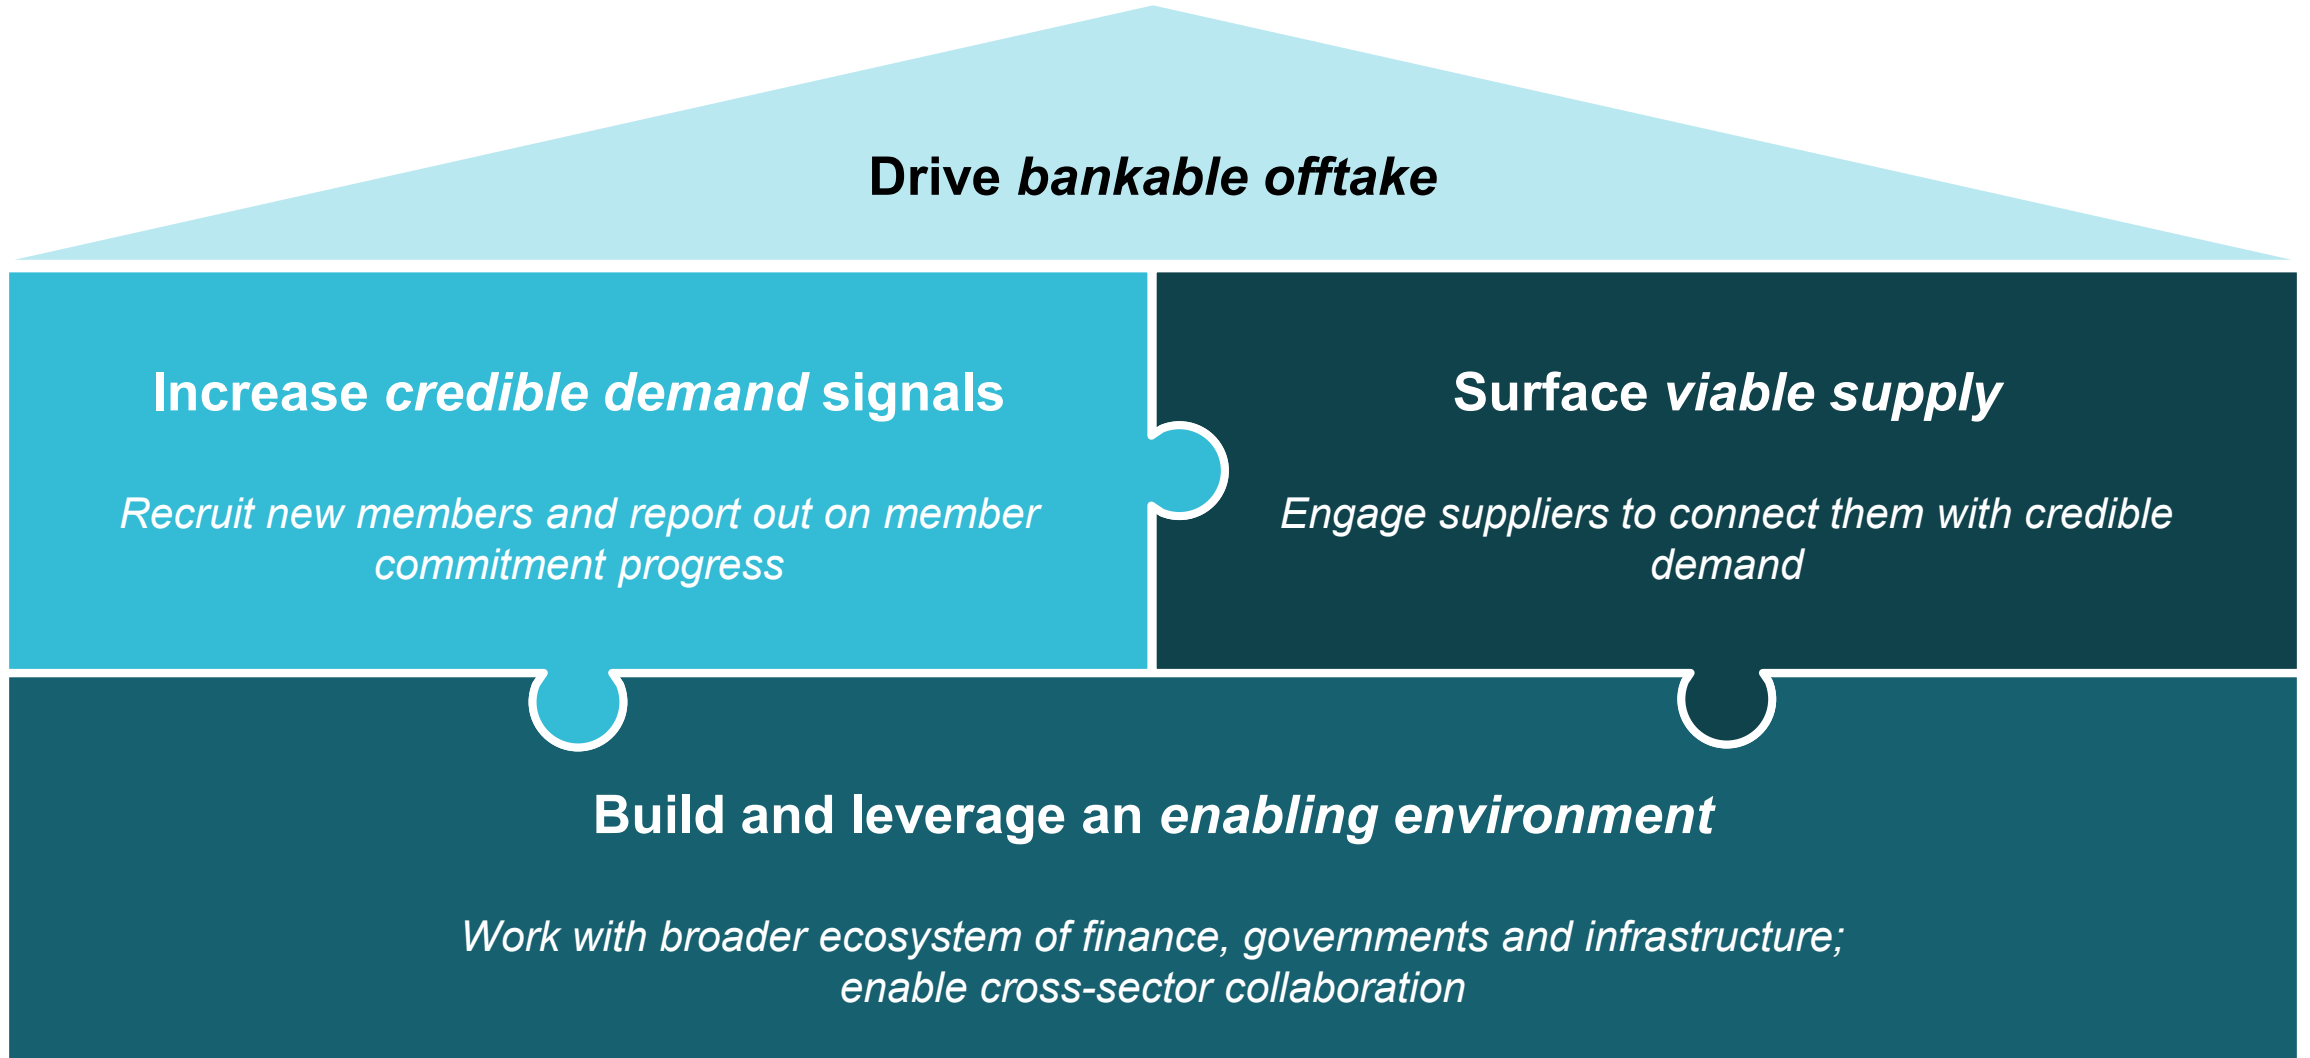 Drive bankable offtake
Increase credible demand signals
Recruit new members and report out on member
commitment progress
Surface viable supply
Engage suppliers to connect them with credible
demand
Build and leverage an enabling environment
Work with broader ecosystem of finance, governments and infrastructure;
enable cross-sector collaboration